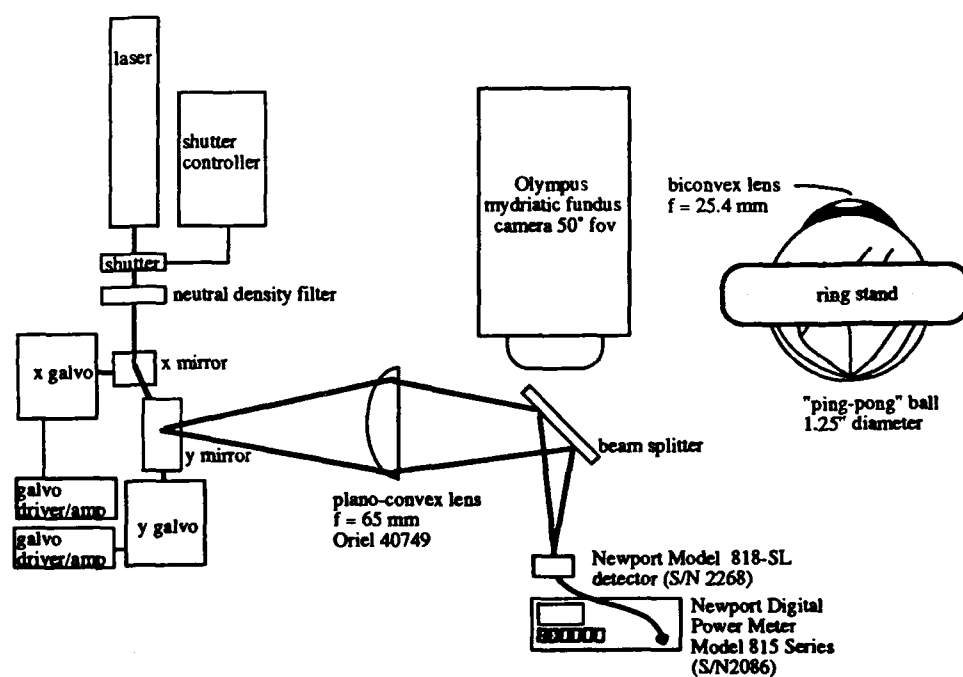 laser
shutter
controller
shutter
neutral density filter
x galvo
x mirror
y mirror
galvo
driver/amp
galvo
driver/amp
y galvo
plano-convex lens
f = 65 mm
Oriel 40749
Olympus
mydriatic fundus
camera 50° fov
beam splitter
biconvex lens
f = 25.4 mm
ring stand
"ping-pong" ball
1.25" diameter
Newport Model 818-SL
detector (S/N 2268)
Newport Digital
Power Meter
Model 815 Series
(S/N2086)